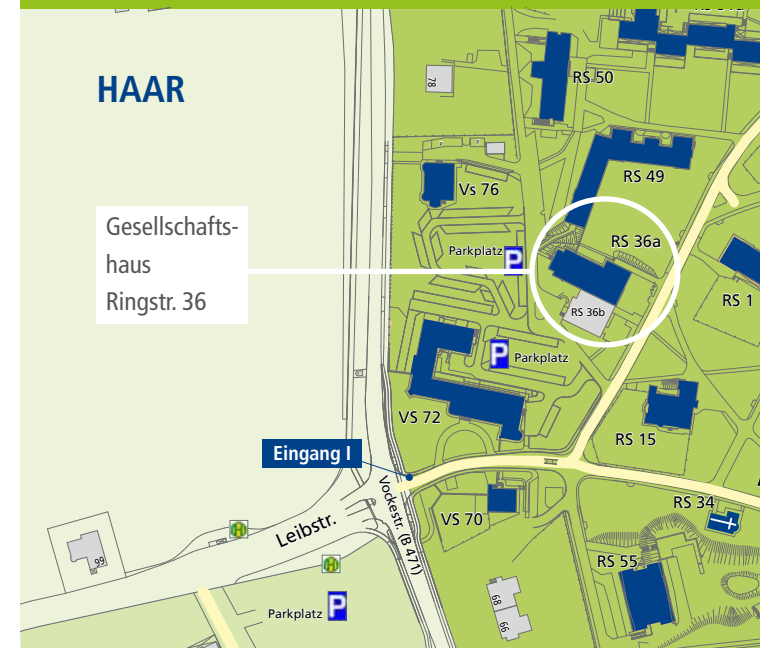 HAAR
78
RS 50
P
P
RS 49
Vs 76
Gesellschafts-
haus
Ringstr. 36
RS 36a
Parkplatz
P
RS 36b
RS 1
P
Parkplatz
VS 72
RS 15
Eingang I
Vockestr. (B 471)
VS 70
RS 34
Leibstr.
H
H
99
RS 55
68
66
Parkplatz
P